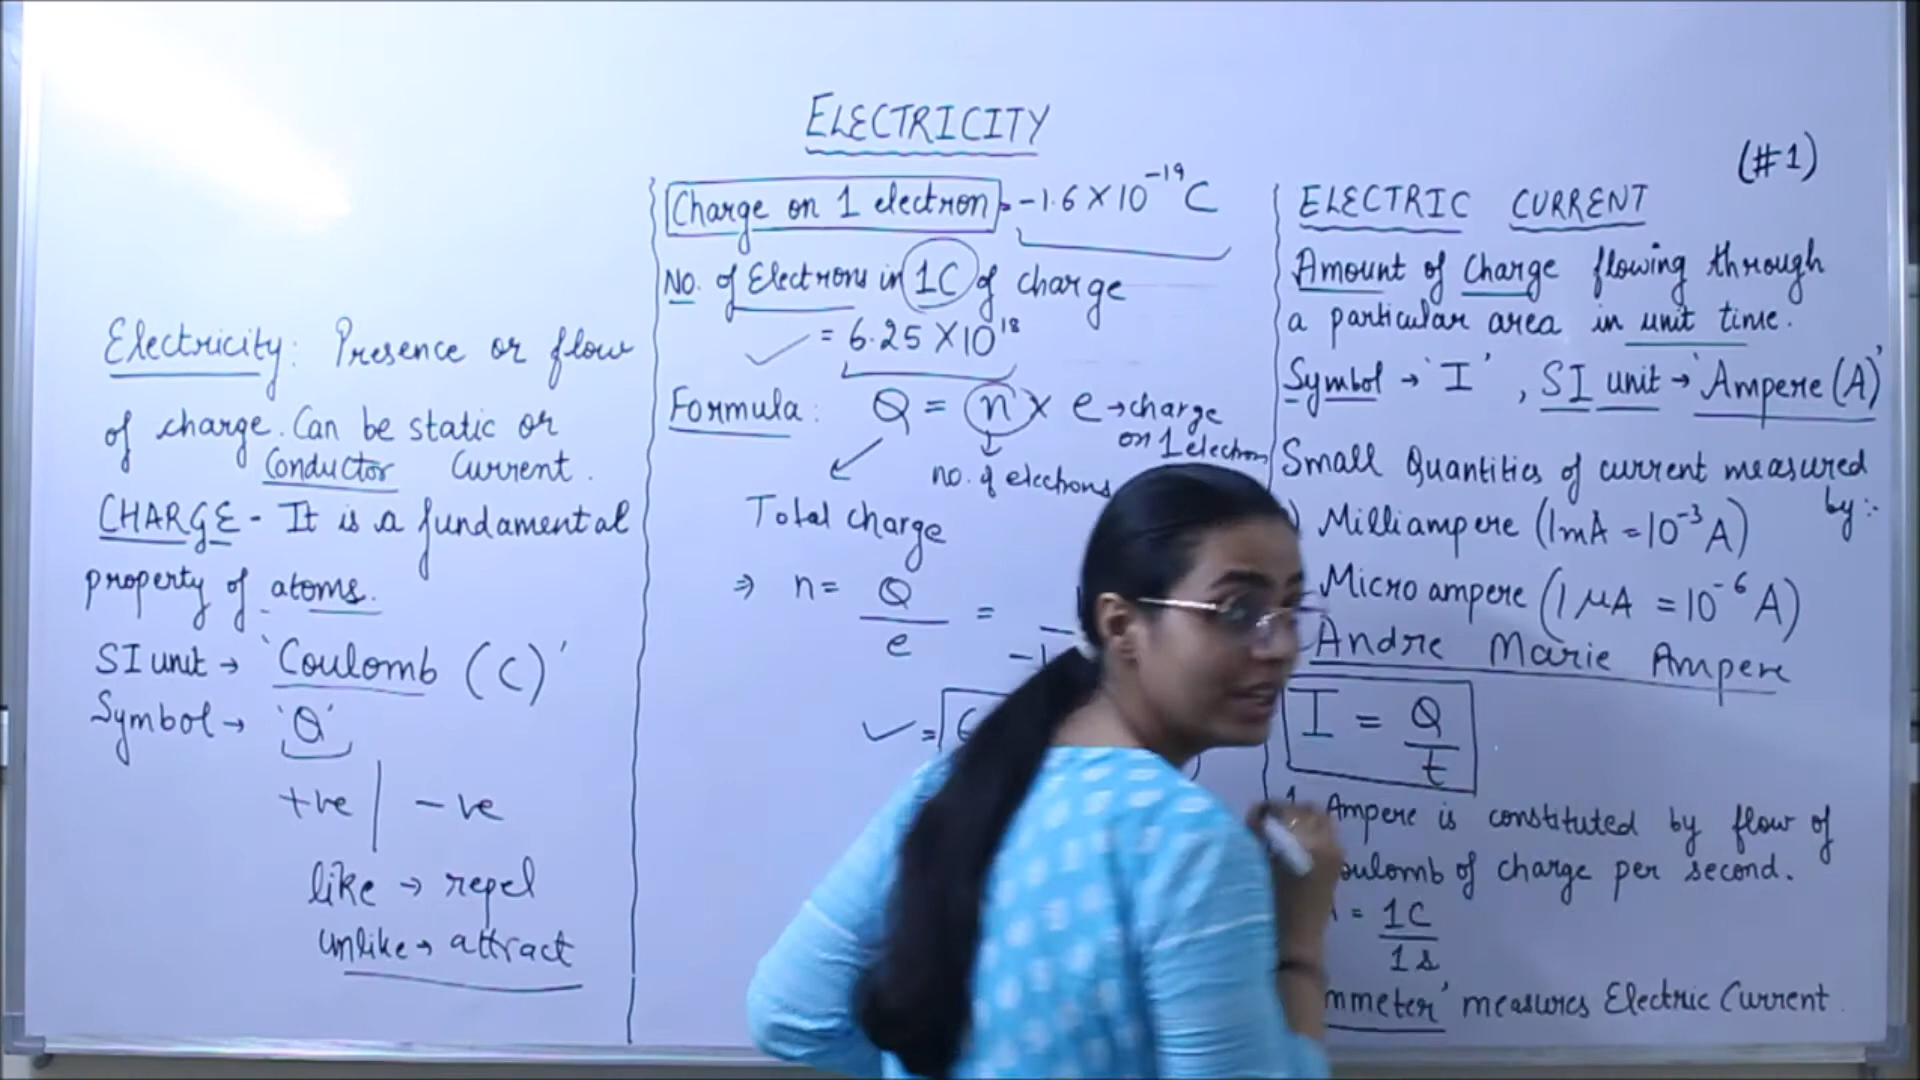 ELECTRICITY
(#1)
Electricity: Presence or flow
of charge. Can be static or
Conductor Current.
CHARGE - It is a fundamental
property of atoms.
SI unit → 'Coulomb (C)'
Symbol → 'Q'
+ve | -ve
like → repel
unlike → attract
Charge on 1 electron -1.6 X 10⁻¹⁹ C
No. of Electrons in 1C of charge
= 6.25 X 10¹⁸
Formula: Q = n X e → charge
on 1 electron
no. of electrons
Total charge
⇒ n = Q/e =
ELECTRIC CURRENT
Amount of Charge flowing through
a particular area in unit time.
Symbol → 'I', SI unit → 'Ampere (A)'
Small Quantities of current measured
by:-
Milliampere (1mA = 10⁻³ A)
Micro ampere (1 μA = 10⁻⁶ A)
Andre Marie Ampere
I = Q/t
1 Ampere is constituted by flow of
oulomb of charge per second.
= 1C/1s
mmeter' measures Electric Current.